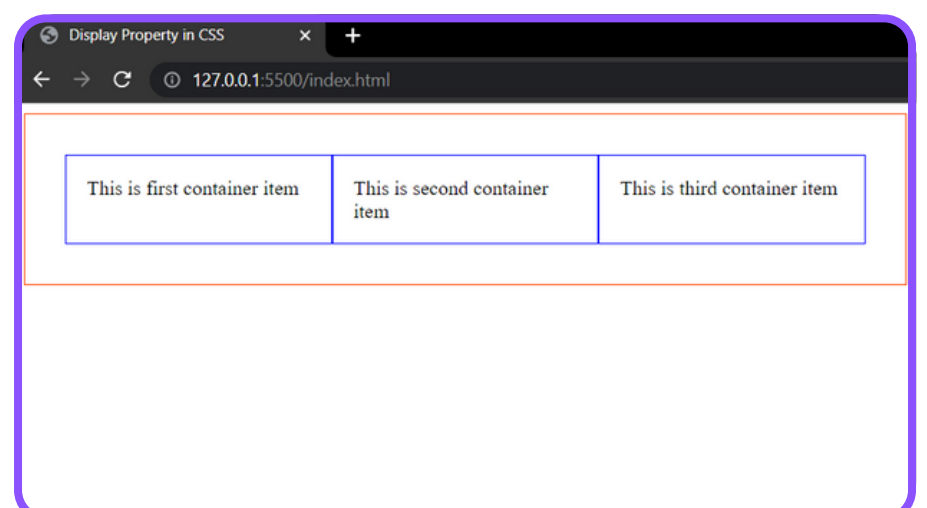 Display Property in CSS
127.0.0.1:5500/index.html
This is first container item
This is second container
item
This is third container item